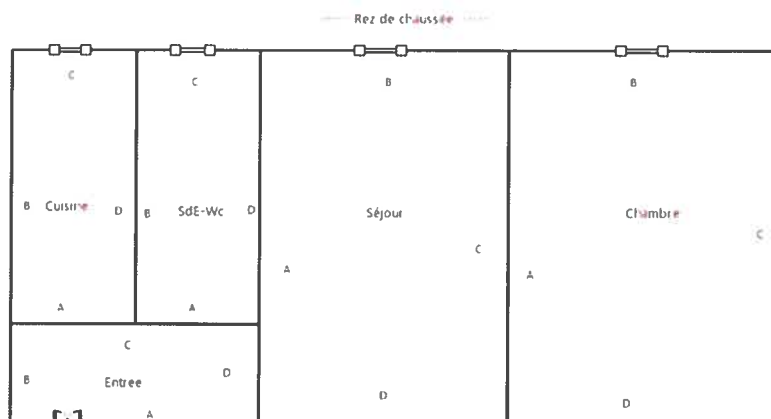 Rez de chaussée
C C B B
B Cuisine D B SdE-Wc D Séjour Chambre
C C
A A
A A
C
B Entree D D D
A